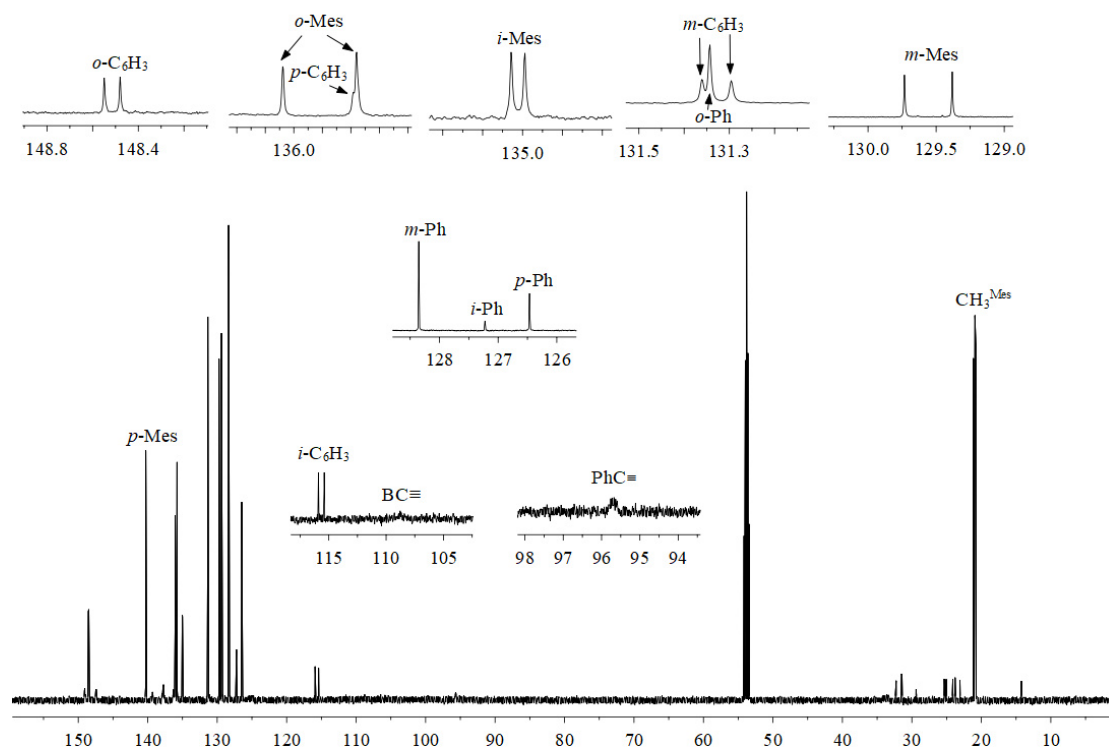 o-C6H3
o-Mes
p-C6H3
i-Mes
m-C6H3
o-Ph
m-Mes
148.8 148.4
136.0
135.0
131.5 131.3
130.0 129.5 129.0
m-Ph
i-Ph
p-Ph
128 127 126
CH3Mes
p-Mes
i-C6H3
BC≡
PhC≡
115 110 105
98 97 96 95 94
150 140 130 120 110 100 90 80 70 60 50 40 30 20 10